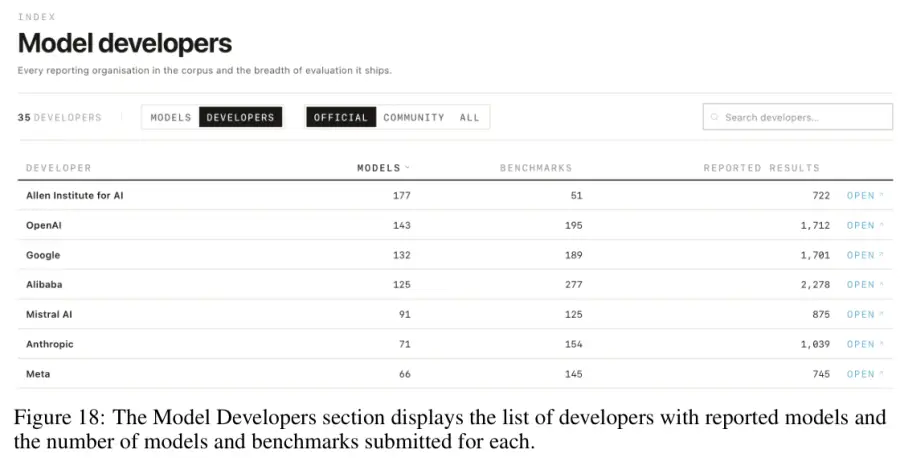 INDEX
Model developers
Every reporting organisation in the corpus and the breadth of evaluation it ships.
35 DEVELOPERS MODELS DEVELOPERS OFFICIAL COMMUNITY ALL Search developers...
DEVELOPER MODELS BENCHMARKS REPORTED RESULTS
Allen Institute for AI 177 51 722 OPEN
OpenAI 143 195 1,712 OPEN
Google 132 189 1,701 OPEN
Alibaba 125 277 2,278 OPEN
Mistral AI 91 125 875 OPEN
Anthropic 71 154 1,039 OPEN
Meta 66 145 745 OPEN
Figure 18: The Model Developers section displays the list of developers with reported models and
the number of models and benchmarks submitted for each.